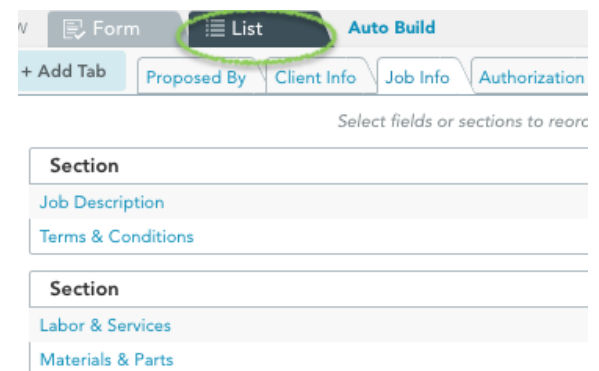 Form List Auto Build
+ Add Tab Proposed By Client Info Job Info Authorization
Select fields or sections to
Section
Job Description
Terms & Conditions
Section
Labor & Services
Materials & Parts